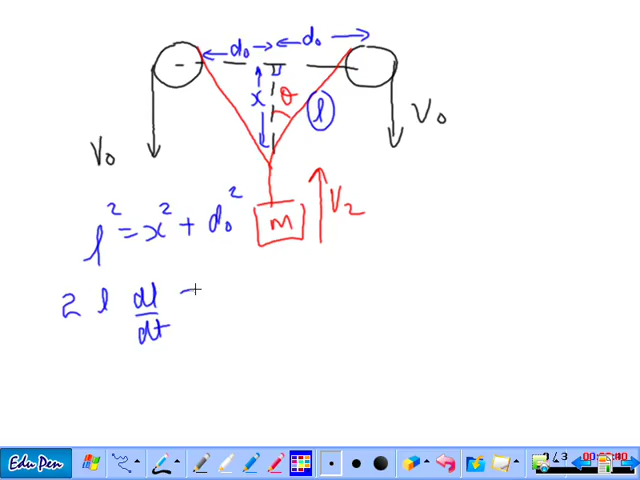 d₀ d₀
x θ l
V₀ V₀
m V₂
l² = x² + d₀²
2 l dl/dt =
Edu Pen